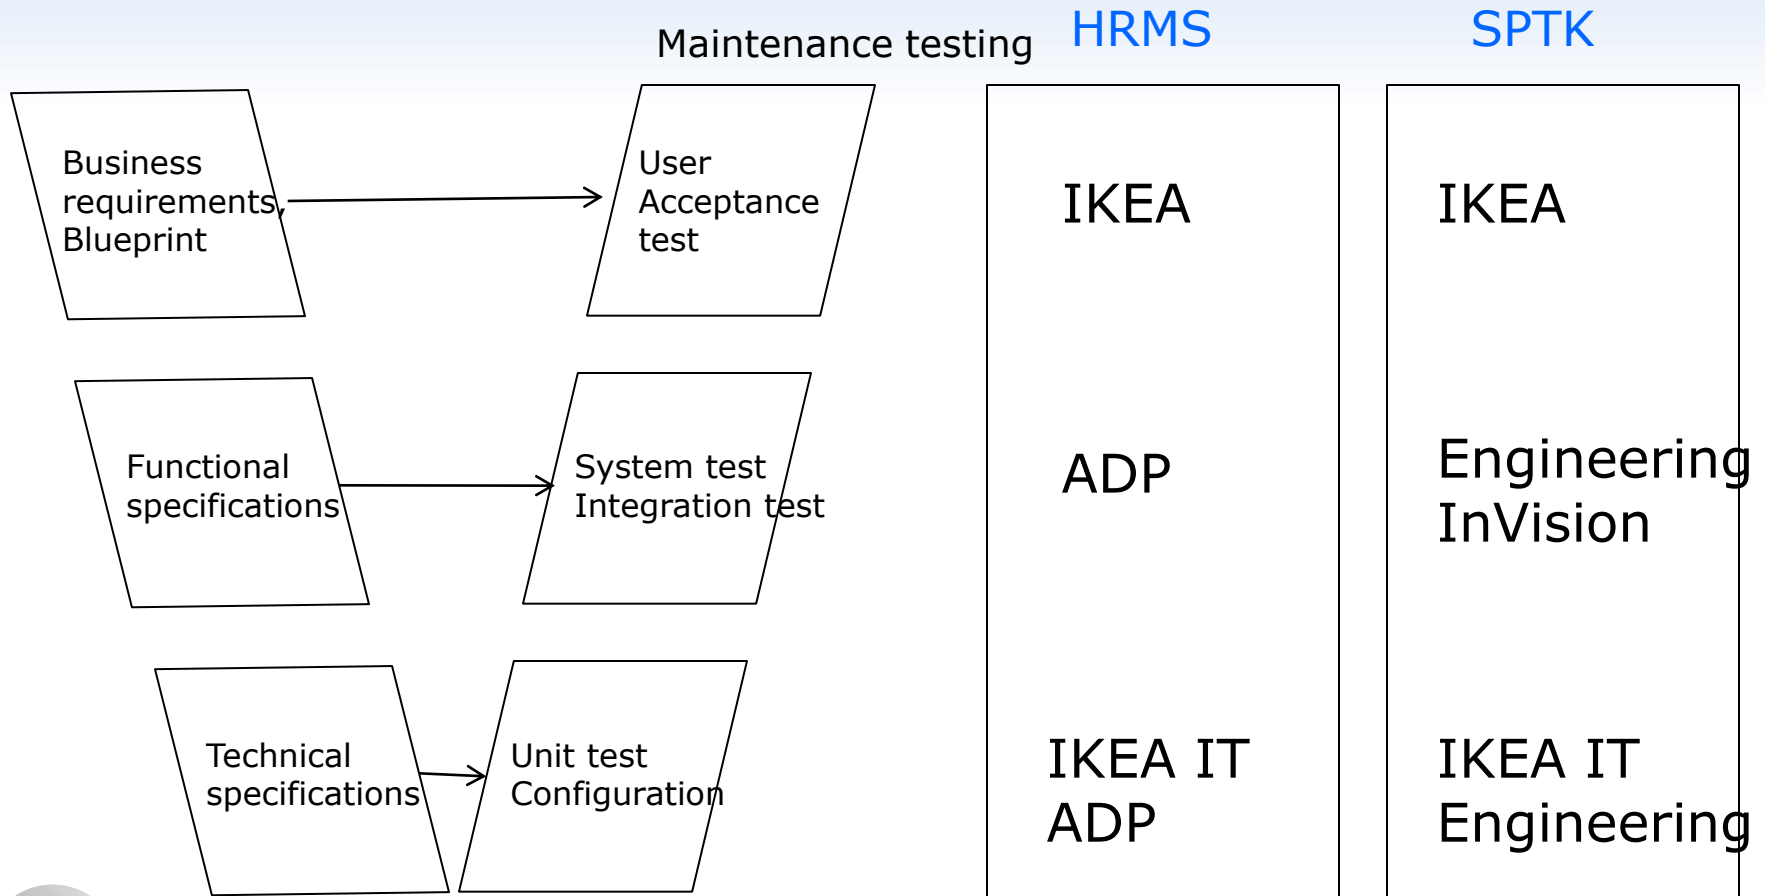 Maintenance testing
HRMS
SPTK
Business
requirements,
Blueprint
User
Acceptance
test
IKEA
IKEA
Functional
specifications
System test
Integration test
ADP
Engineering
InVision
Technical
specifications
Unit test
Configuration
IKEA IT
ADP
IKEA IT
Engineering